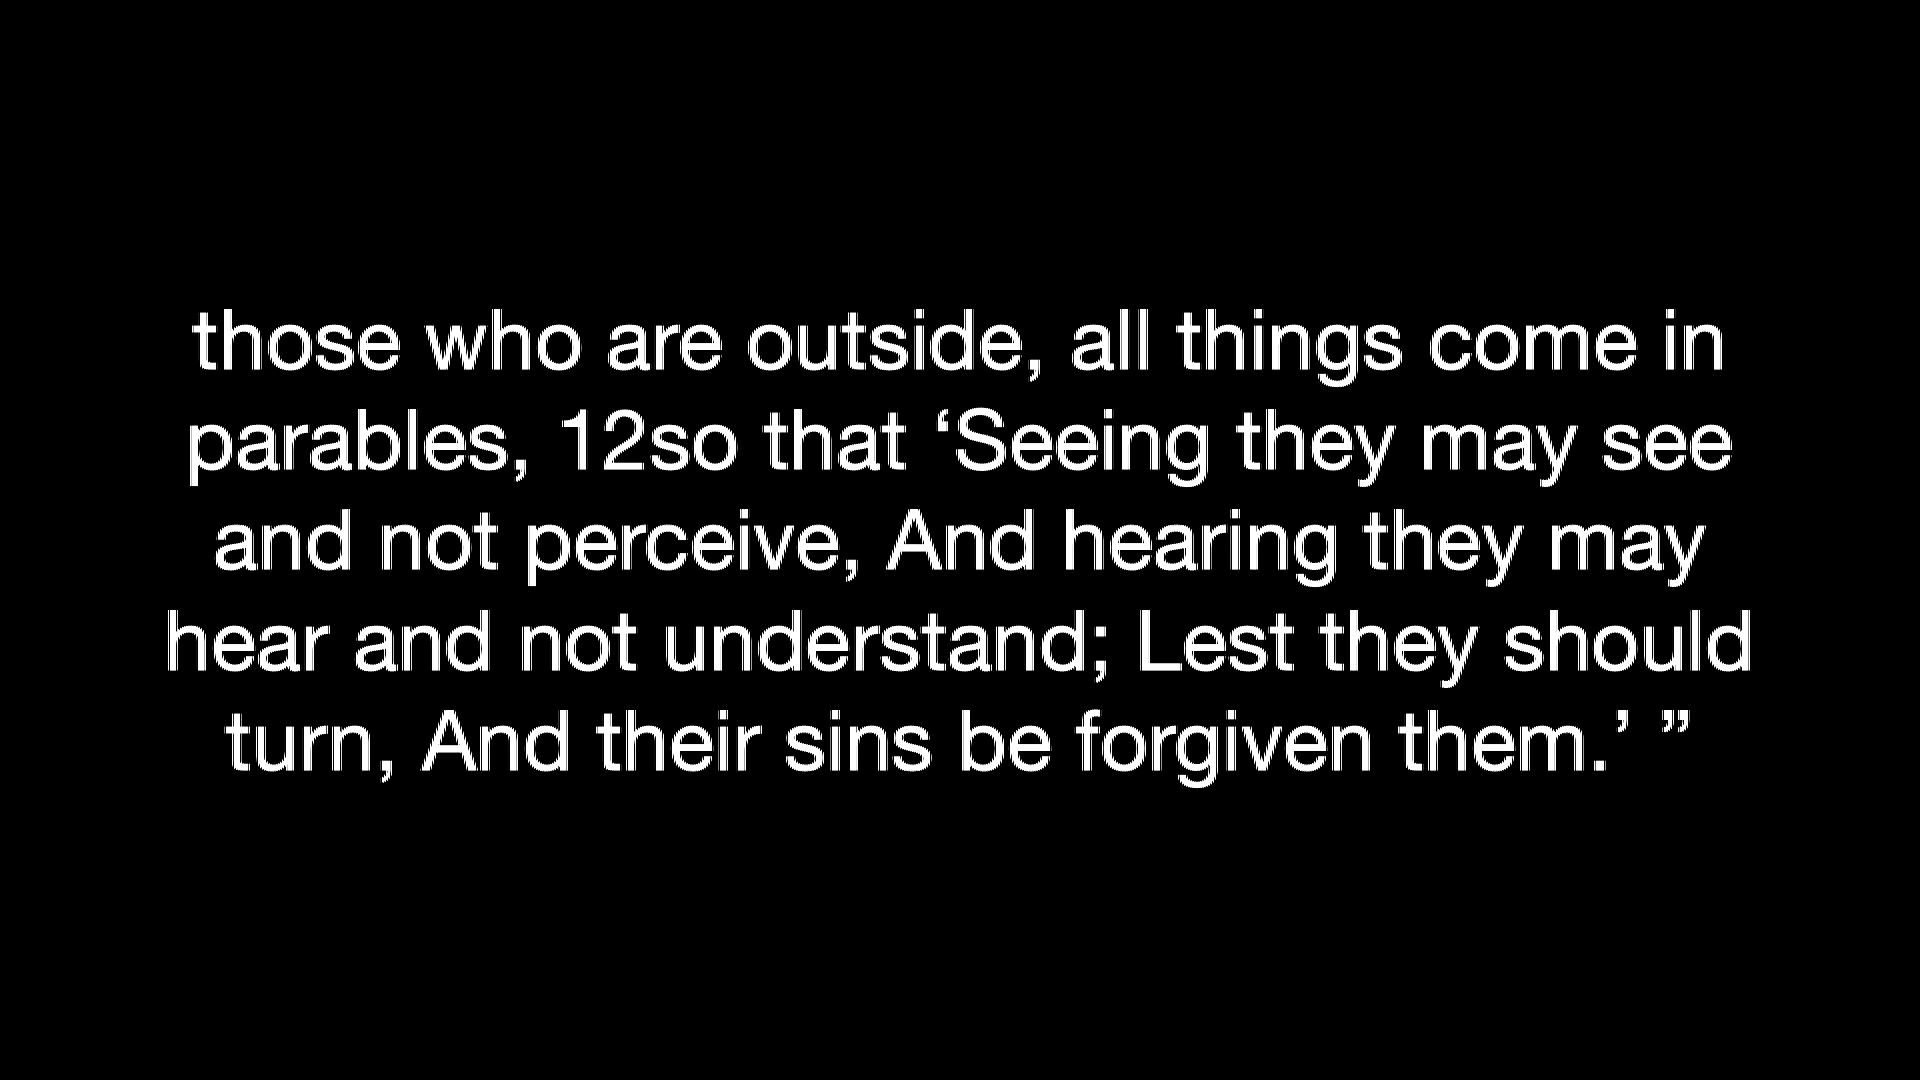 those who are outside, all things come in
parables, 12so that ‘Seeing they may see
and not perceive, And hearing they may
hear and not understand; Lest they should
turn, And their sins be forgiven them.’ ”